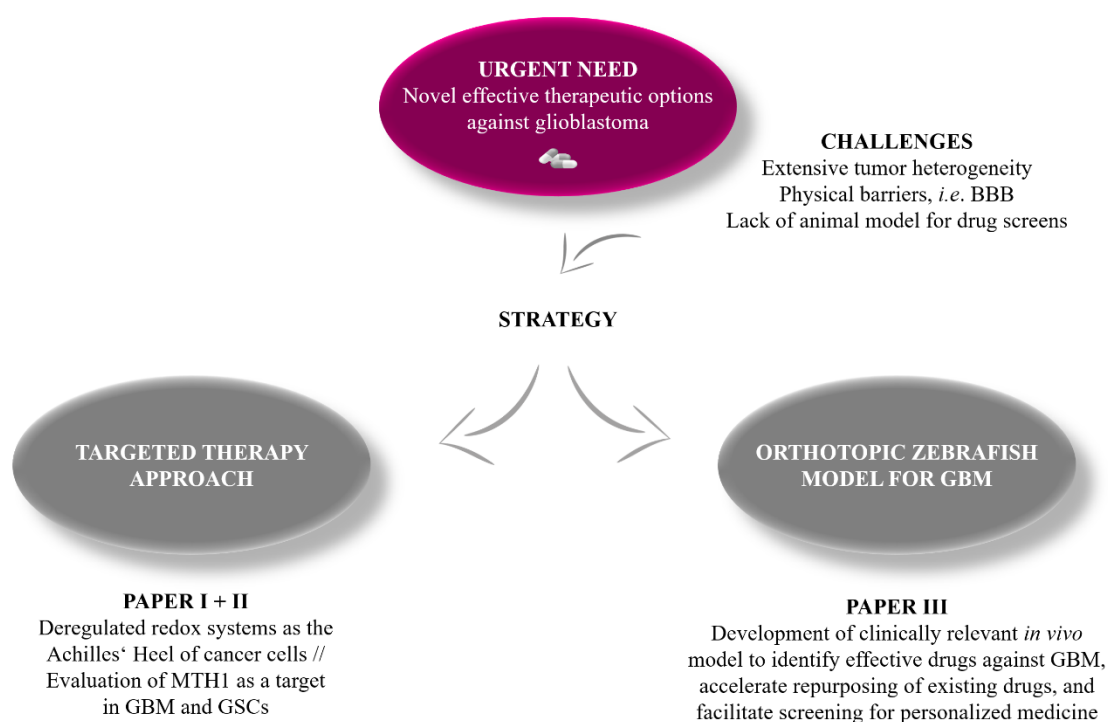 URGENT NEED
Novel effective therapeutic options
against glioblastoma
CHALLENGES
Extensive tumor heterogeneity
Physical barriers, i.e. BBB
Lack of animal model for drug screens
STRATEGY
TARGETED THERAPY
APPROACH
ORTHOTOPIC ZEBRAFISH
MODEL FOR GBM
PAPER I + II
Deregulated redox systems as the
Achilles‘ Heel of cancer cells //
Evaluation of MTH1 as a target
in GBM and GSCs
PAPER III
Development of clinically relevant in vivo
model to identify effective drugs against GBM,
accelerate repurposing of existing drugs, and
facilitate screening for personalized medicine